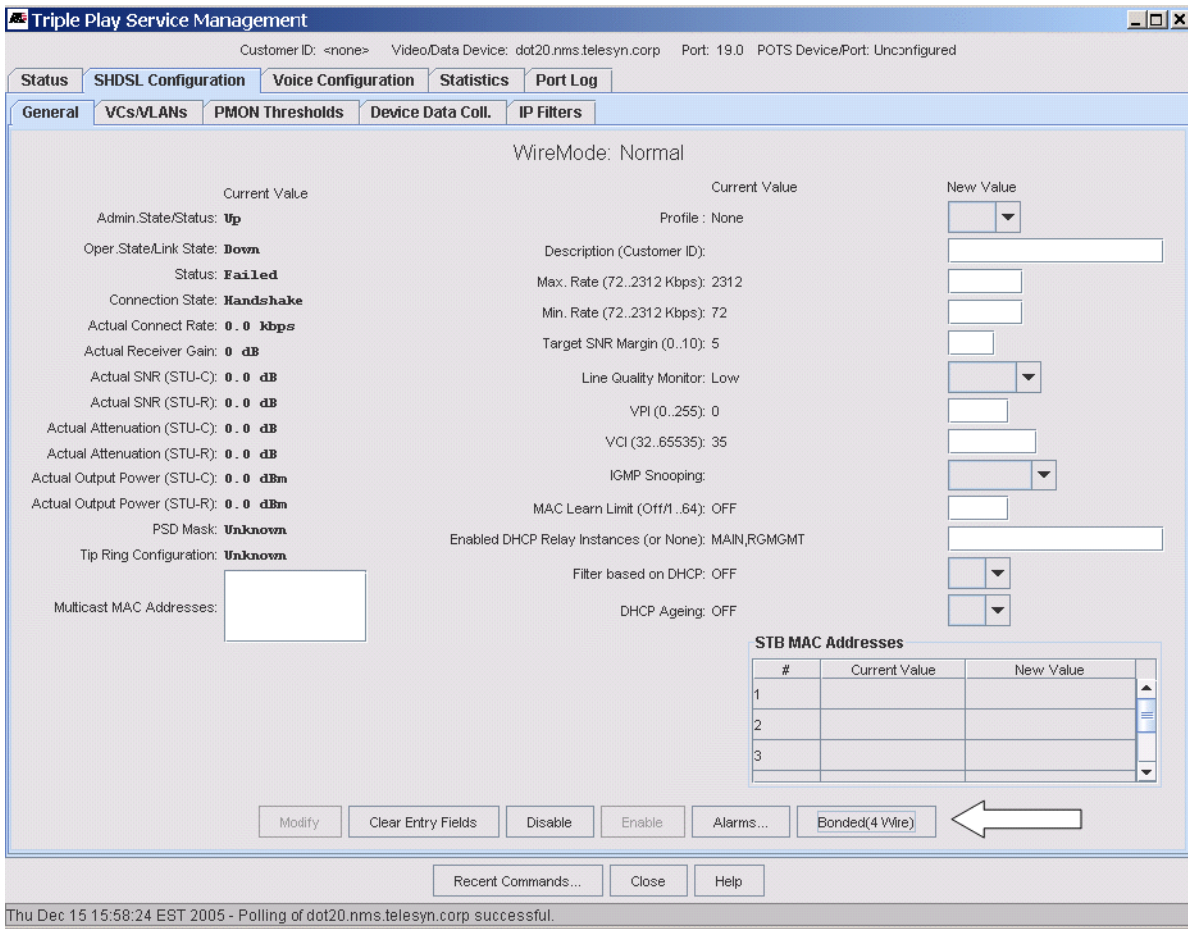 Triple Play Service Management
Customer ID: <none> Video/Data Device: dot20.nms.telesyn.corp Port: 19.0 POTS Device/Port: Unconfigured
Status SHDSL Configuration Voice Configuration Statistics Port Log
General VCs/VLANs PMON Thresholds Device Data Coll. IP Filters
WireMode: Normal
Current Value
Admin.State/Status: Up
Oper.State/Link State: Down
Status: Failed
Connection State: Handshake
Actual Connect Rate: 0.0 kbps
Actual Receiver Gain: 0 dB
Actual SNR (STU-C): 0.0 dB
Actual SNR (STU-R): 0.0 dB
Actual Attenuation (STU-C): 0.0 dB
Actual Attenuation (STU-R): 0.0 dB
Actual Output Power (STU-C): 0.0 dBm
Actual Output Power (STU-R): 0.0 dBm
PSD Mask: Unknown
Tip Ring Configuration: Unknown
Multicast MAC Addresses:
Current Value New Value
Profile : None
Description (Customer ID):
Max. Rate (72..2312 Kbps): 2312
Min. Rate (72..2312 Kbps): 72
Target SNR Margin (0..10): 5
Line Quality Monitor: Low
VPI (0..255): 0
VCI (32..65535): 35
IGMP Snooping:
MAC Learn Limit (Off/1..64): OFF
Enabled DHCP Relay Instances (or None): MAIN,RGMGMT
Filter based on DHCP: OFF
DHCP Ageing: OFF
STB MAC Addresses
# Current Value New Value
1
2
3
Modify Clear Entry Fields Disable Enable Alarms... Bonded(4 Wire)
Recent Commands... Close Help
Thu Dec 15 15:58:24 EST 2005 - Polling of dot20.nms.telesyn.corp successful.